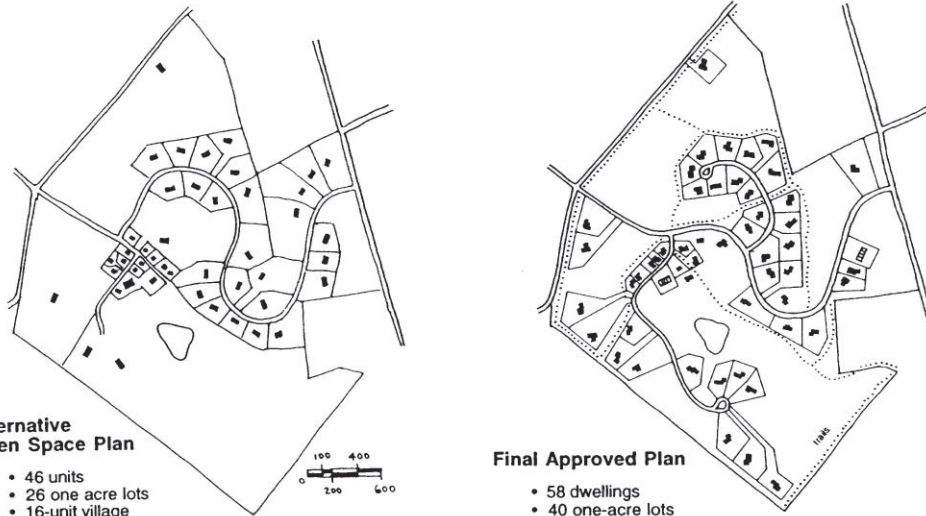 ernative
en Space Plan
• 46 units
• 26 one acre lots
• 16-unit village
100 400
0 200 600
trails
Final Approved Plan
• 58 dwellings
• 40 one-acre lots